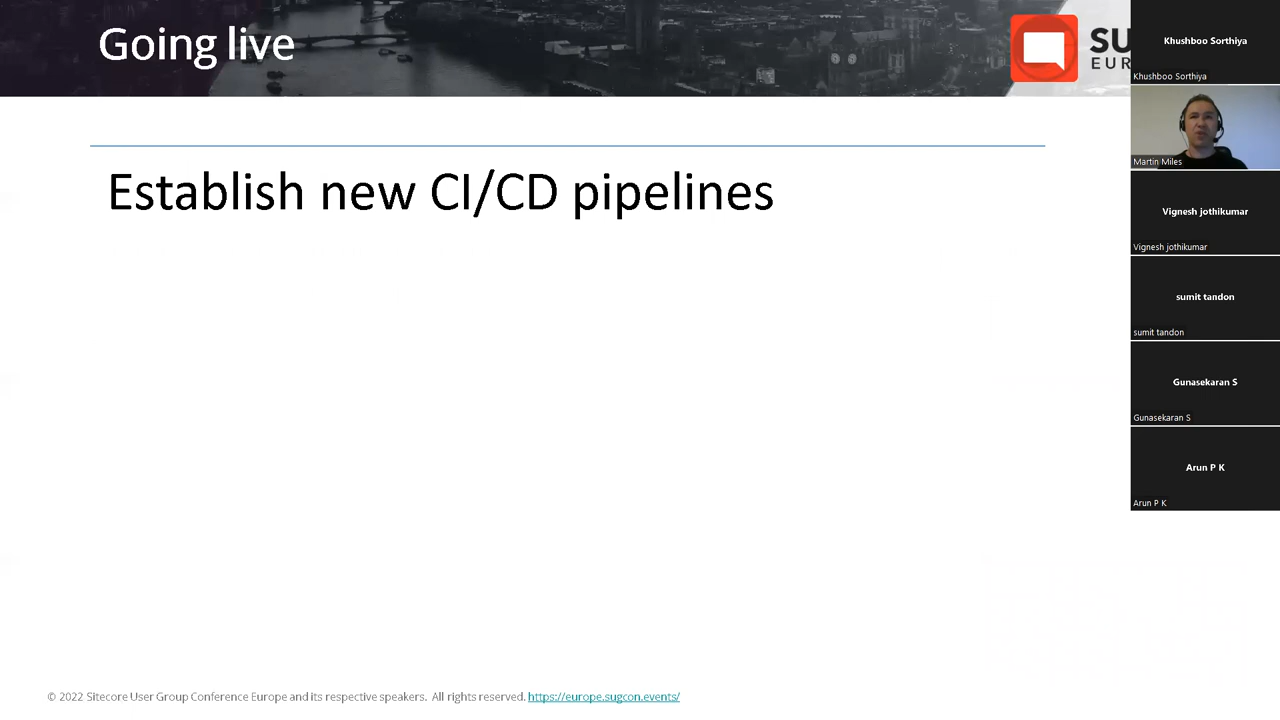 Going live
SU
EUR
Establish new CI/CD pipelines
© 2022 Sitecore User Group Conference Europe and its respective speakers. All rights reserved. https://europe.sugcon.events/
Khushboo Sorthiya
Khushboo Sorthiya
Martin Miles
Vignesh jothikumar
Vignesh jothikumar
sumit tandon
sumit tandon
Gunasekaran S
Gunasekaran S
Arun P K
Arun P K